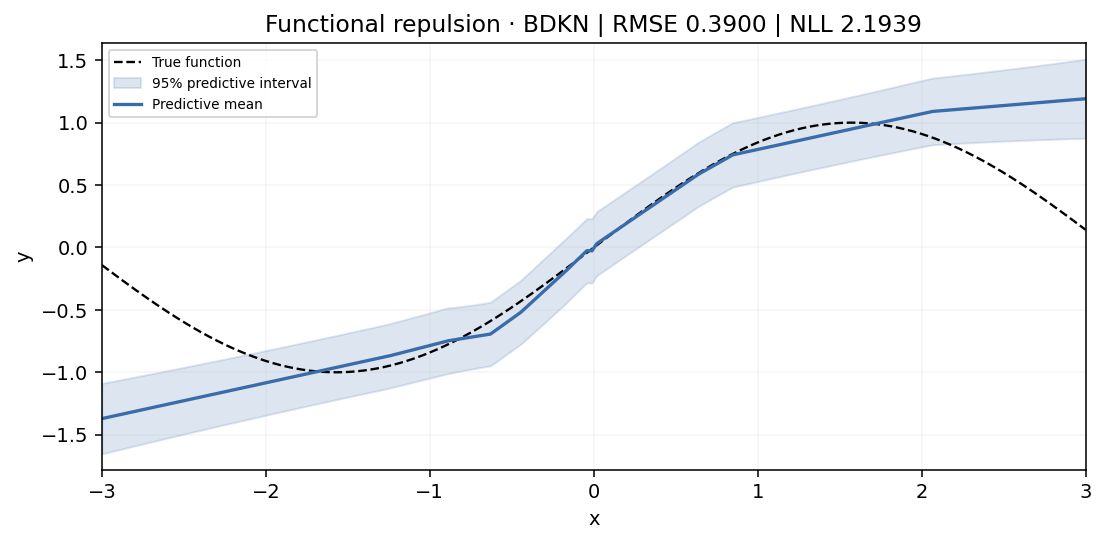 Functional repulsion · BDKN | RMSE 0.3900 | NLL 2.1939
True function
95% predictive interval
Predictive mean
1.5
1.0
0.5
0.0
−0.5
−1.0
−1.5
y
−3 −2 −1 0 1 2 3
x